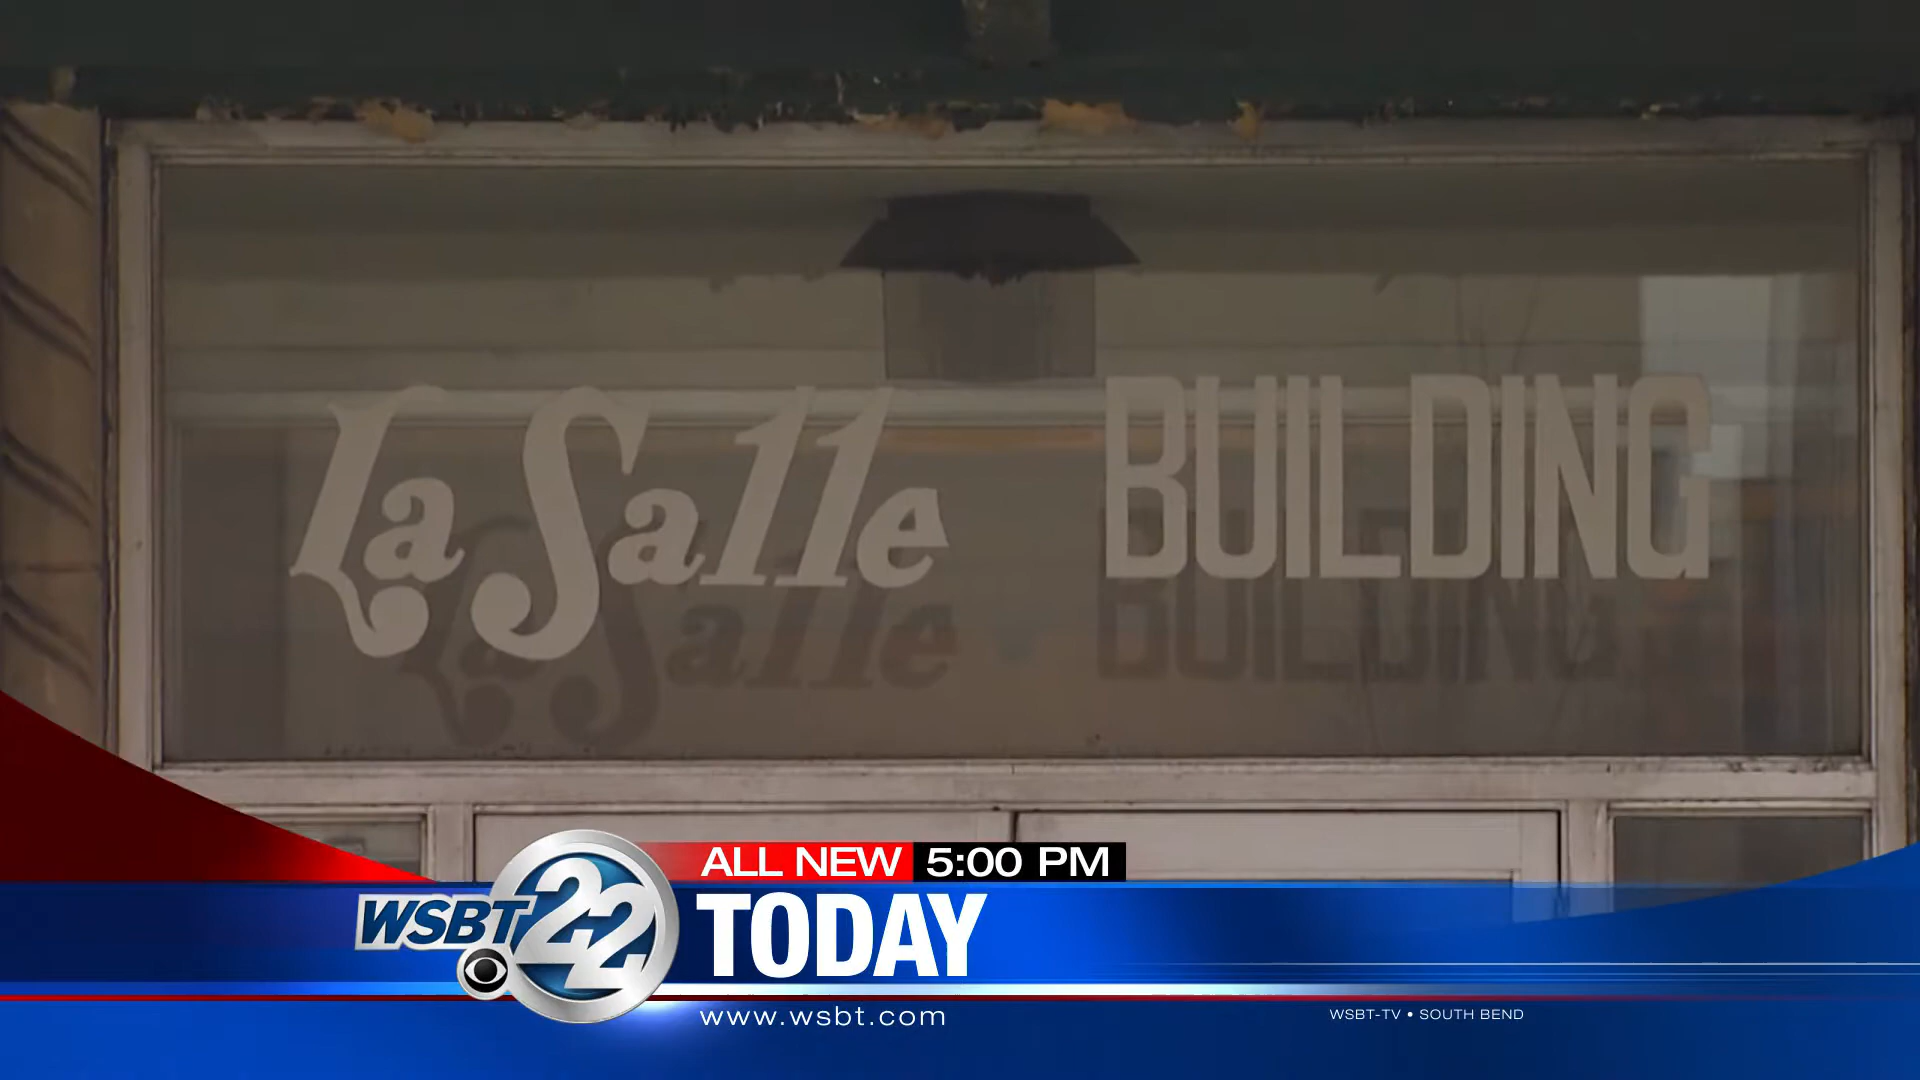 La Salle BUILDING
ALL NEW 5:00 PM
WSBT 22 TODAY
www.wsbt.com
WSBT-TV • SOUTH BEND